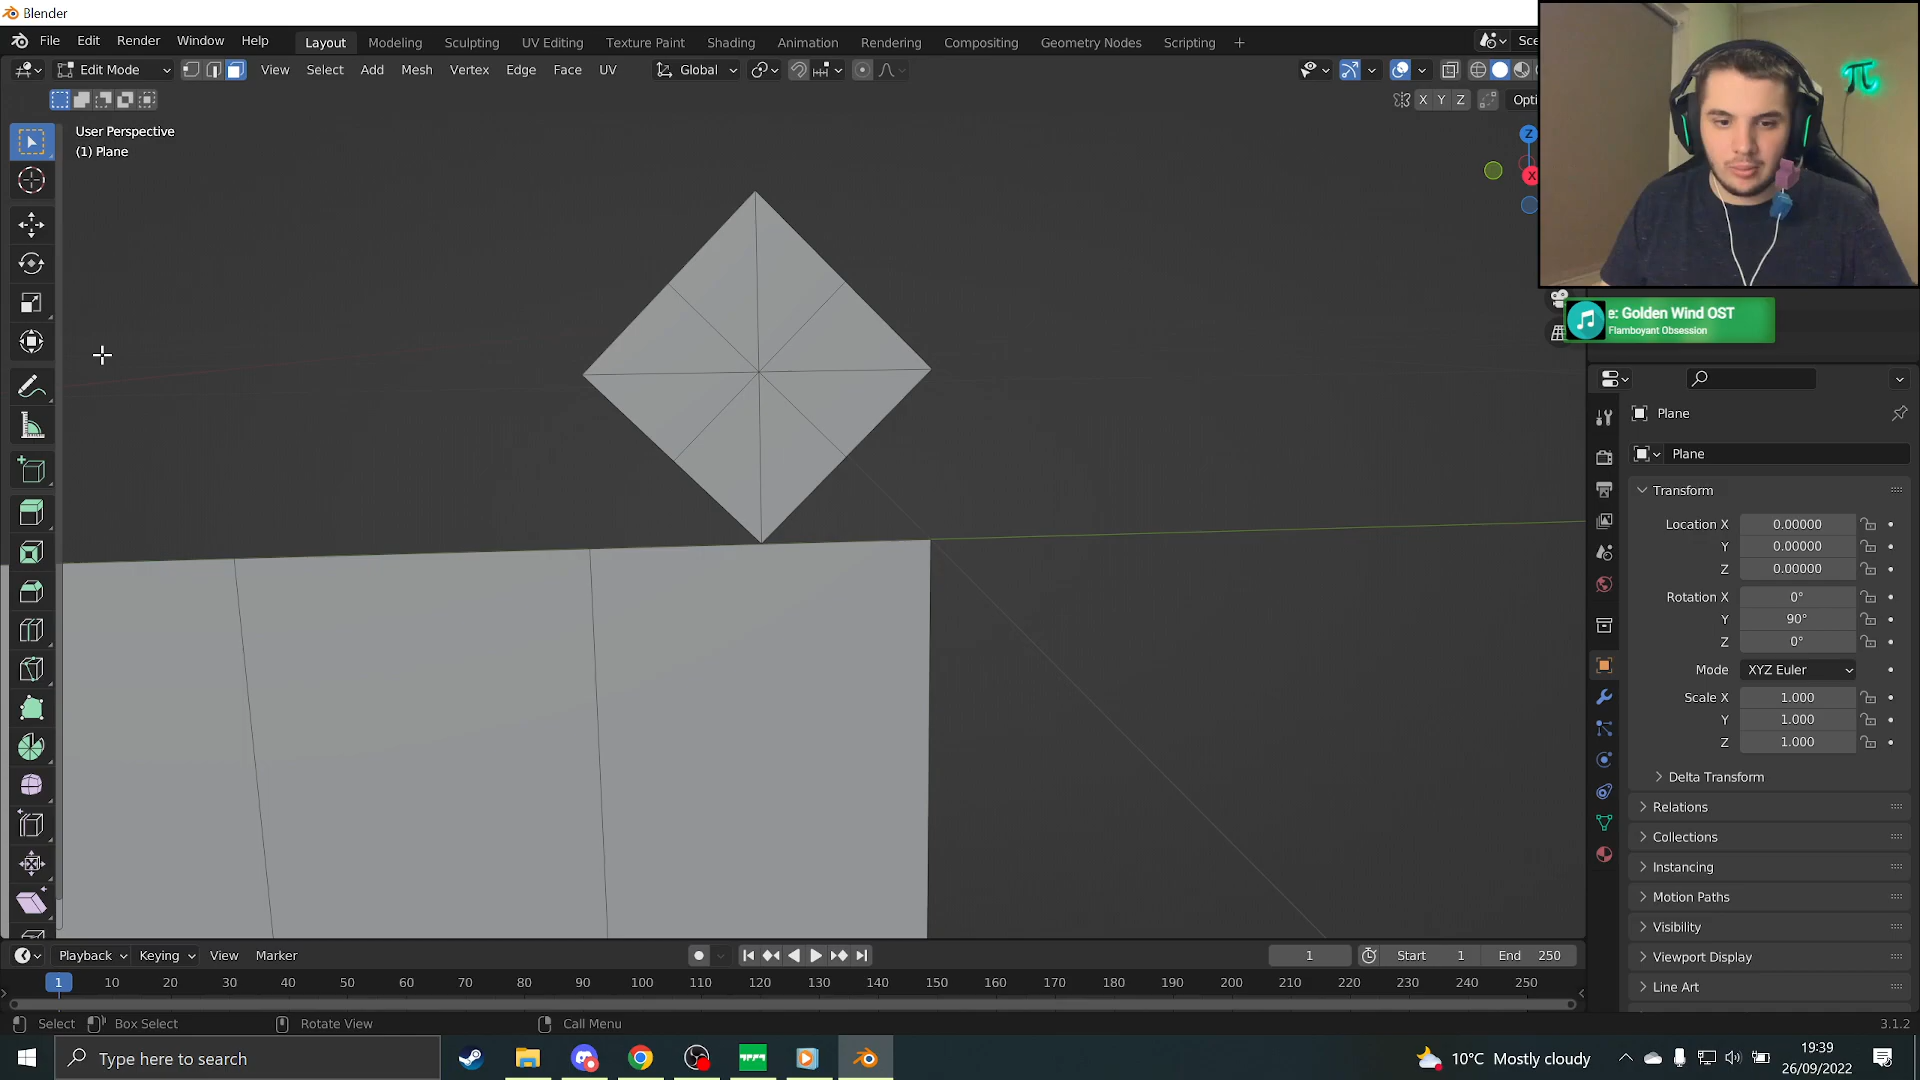 Blender
File Edit Render Window Help Layout Modeling Sculpting UV Editing Texture Paint Shading Animation Rendering Compositing Geometry Nodes Scripting + Sce
Edit Mode View Select Add Mesh Vertex Edge Face UV Global
X Y Z Opti
User Perspective
(1) Plane
Z
X
e: Golden Wind OST
Flamboyant Obsession
Plane
Plane
Transform
Location X 0.00000
Y 0.00000
Z 0.00000
Rotation X 0°
Y 90°
Z 0°
Mode XYZ Euler
Scale X 1.000
Y 1.000
Z 1.000
Delta Transform
Relations
Collections
Instancing
Motion Paths
Visibility
Viewport Display
Line Art
Playback Keying View Marker 1 Start 1 End 250
1 10 20 30 40 50 60 70 80 90 100 110 120 130 140 150 160 170 180 190 200 210 220 230 240 250
Select Box Select Rotate View Call Menu 3.1.2
Type here to search 10°C Mostly cloudy 19:39
26/09/2022